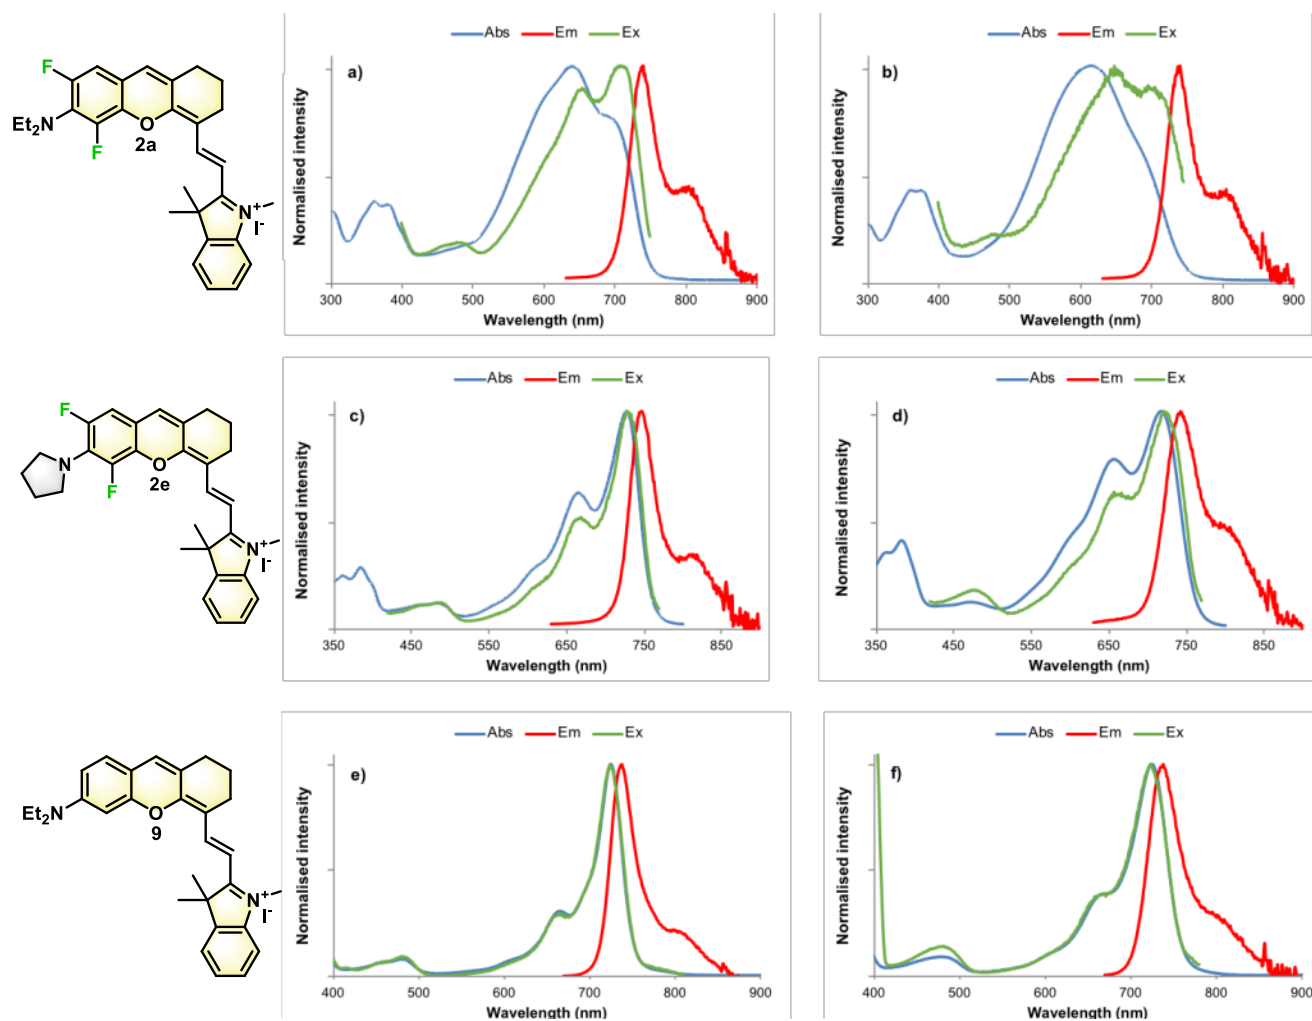 F
Et2N
O
2a
F
N+
I-
Abs Em Ex
a)
Normalised intensity
300 400 500 600 700 800 900
Wavelength (nm)
Abs Em Ex
b)
Normalised intensity
300 400 500 600 700 800 900
Wavelength (nm)
F
N
O
2e
F
N+
I-
Abs Em Ex
c)
Normalised intensity
350 450 550 650 750 850
Wavelength (nm)
Abs Em Ex
d)
Normalised intensity
350 450 550 650 750 850
Wavelength (nm)
Et2N
O
9
N+
I-
Abs Em Ex
e)
Normalised intensity
400 500 600 700 800 900
Wavelength (nm)
Abs Em Ex
f)
Normalised intensity
400 500 600 700 800 900
Wavelength (nm)